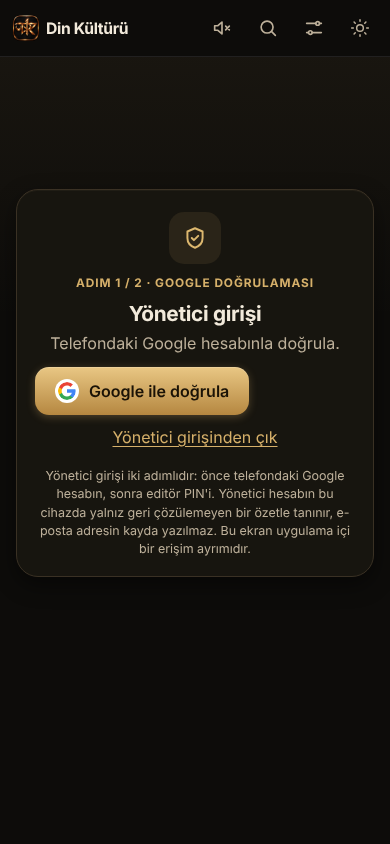 Din Kültürü
ADIM 1 / 2 · GOOGLE DOĞRULAMASI
Yönetici girişi
Telefondaki Google hesabınla doğrula.
Google ile doğrula
Yönetici girişinden çık
Yönetici girişi iki adımlıdır: önce telefondaki Google
hesabın, sonra editör PIN'i. Yönetici hesabın bu
cihazda yalnız geri çözülemeyen bir özetle tanınır, e-
posta adresin kayda yazılmaz. Bu ekran uygulama içi
bir erişim ayrımıdır.